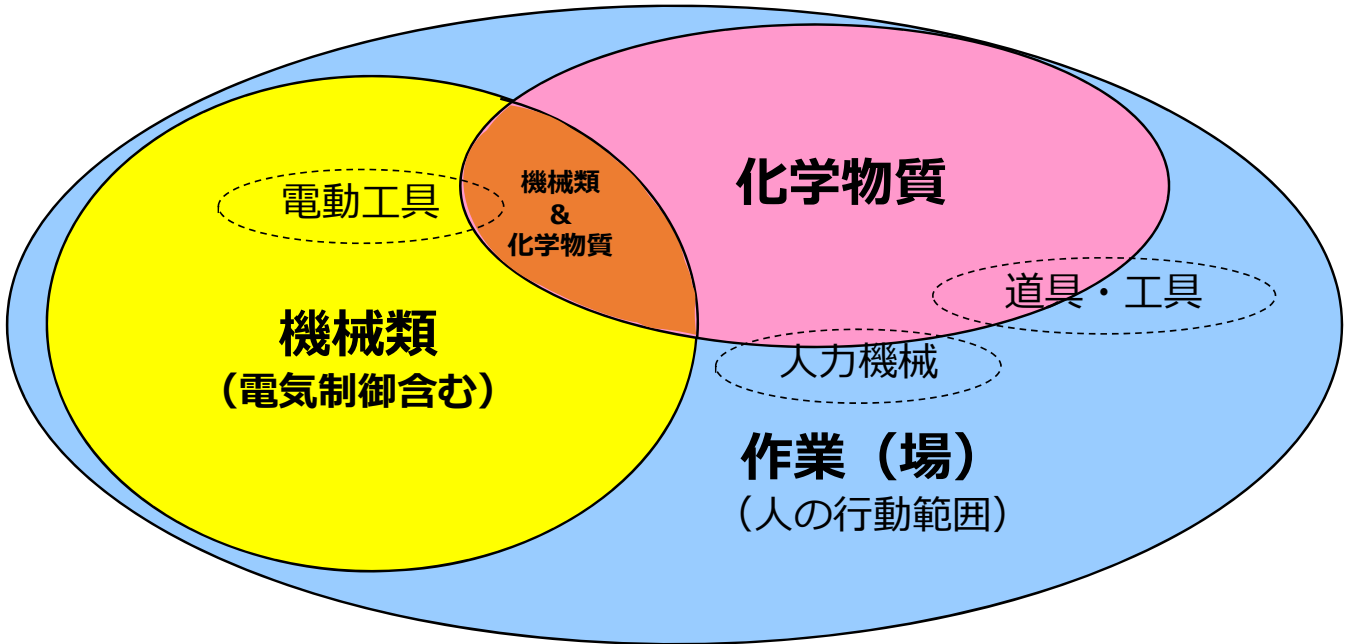 化学物質
機械類
&
化学物質
電動工具
道具・工具
機械類
（電気制御含む）
人力機械
作業（場）
（人の行動範囲）